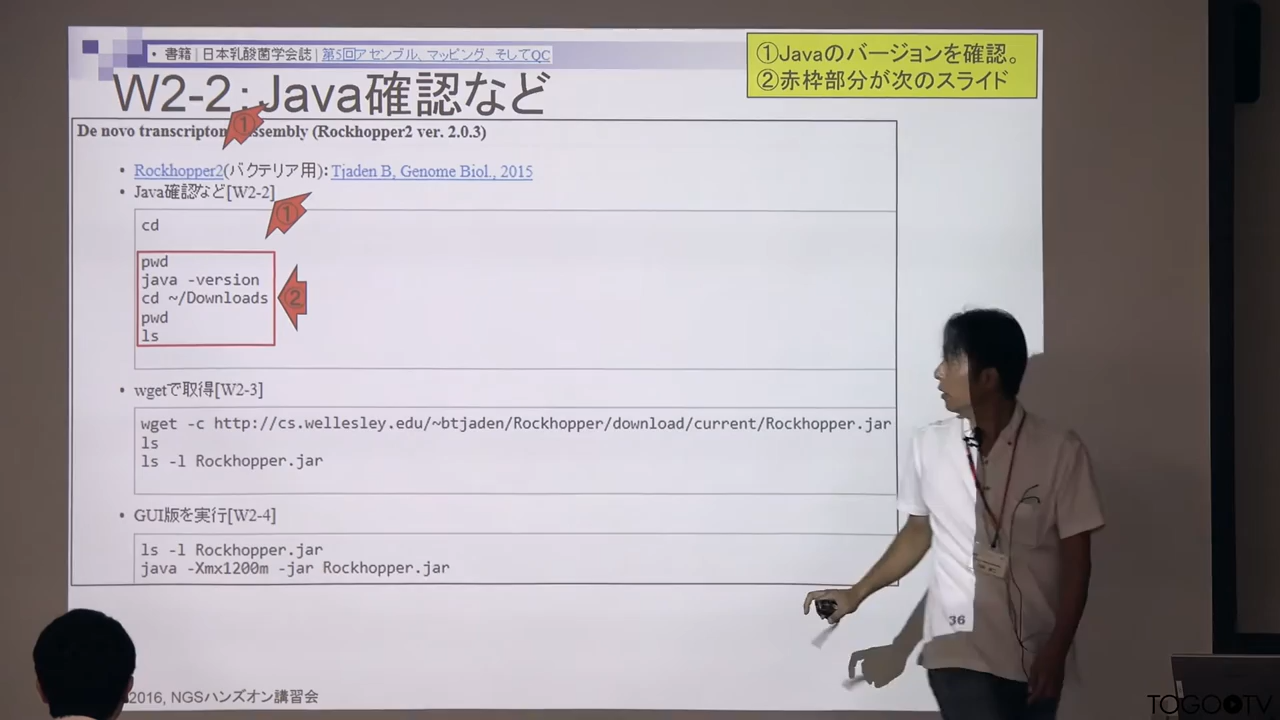 • 書籍 | 日本乳酸菌学会誌 | 第5回アセンブル、マッピング、そしてQC
W2-2:Java確認など
①Javaのバージョンを確認。
②赤枠部分が次のスライド
①
De novo transcriptom assembly (Rockhopper2 ver. 2.0.3)
• Rockhopper2(バクテリア用): Tjaden B, Genome Biol., 2015
• Java確認など[W2-2]
①
cd
pwd
java -version
cd ~/Downloads
②
pwd
ls
• wgetで取得[W2-3]
wget -c http://cs.wellesley.edu/~btjaden/Rockhopper/download/current/Rockhopper.jar
ls
ls -l Rockhopper.jar
• GUI版を実行[W2-4]
ls -l Rockhopper.jar
java -Xmx1200m -jar Rockhopper.jar
36
2016, NGSハンズオン講習会
TOGOTV